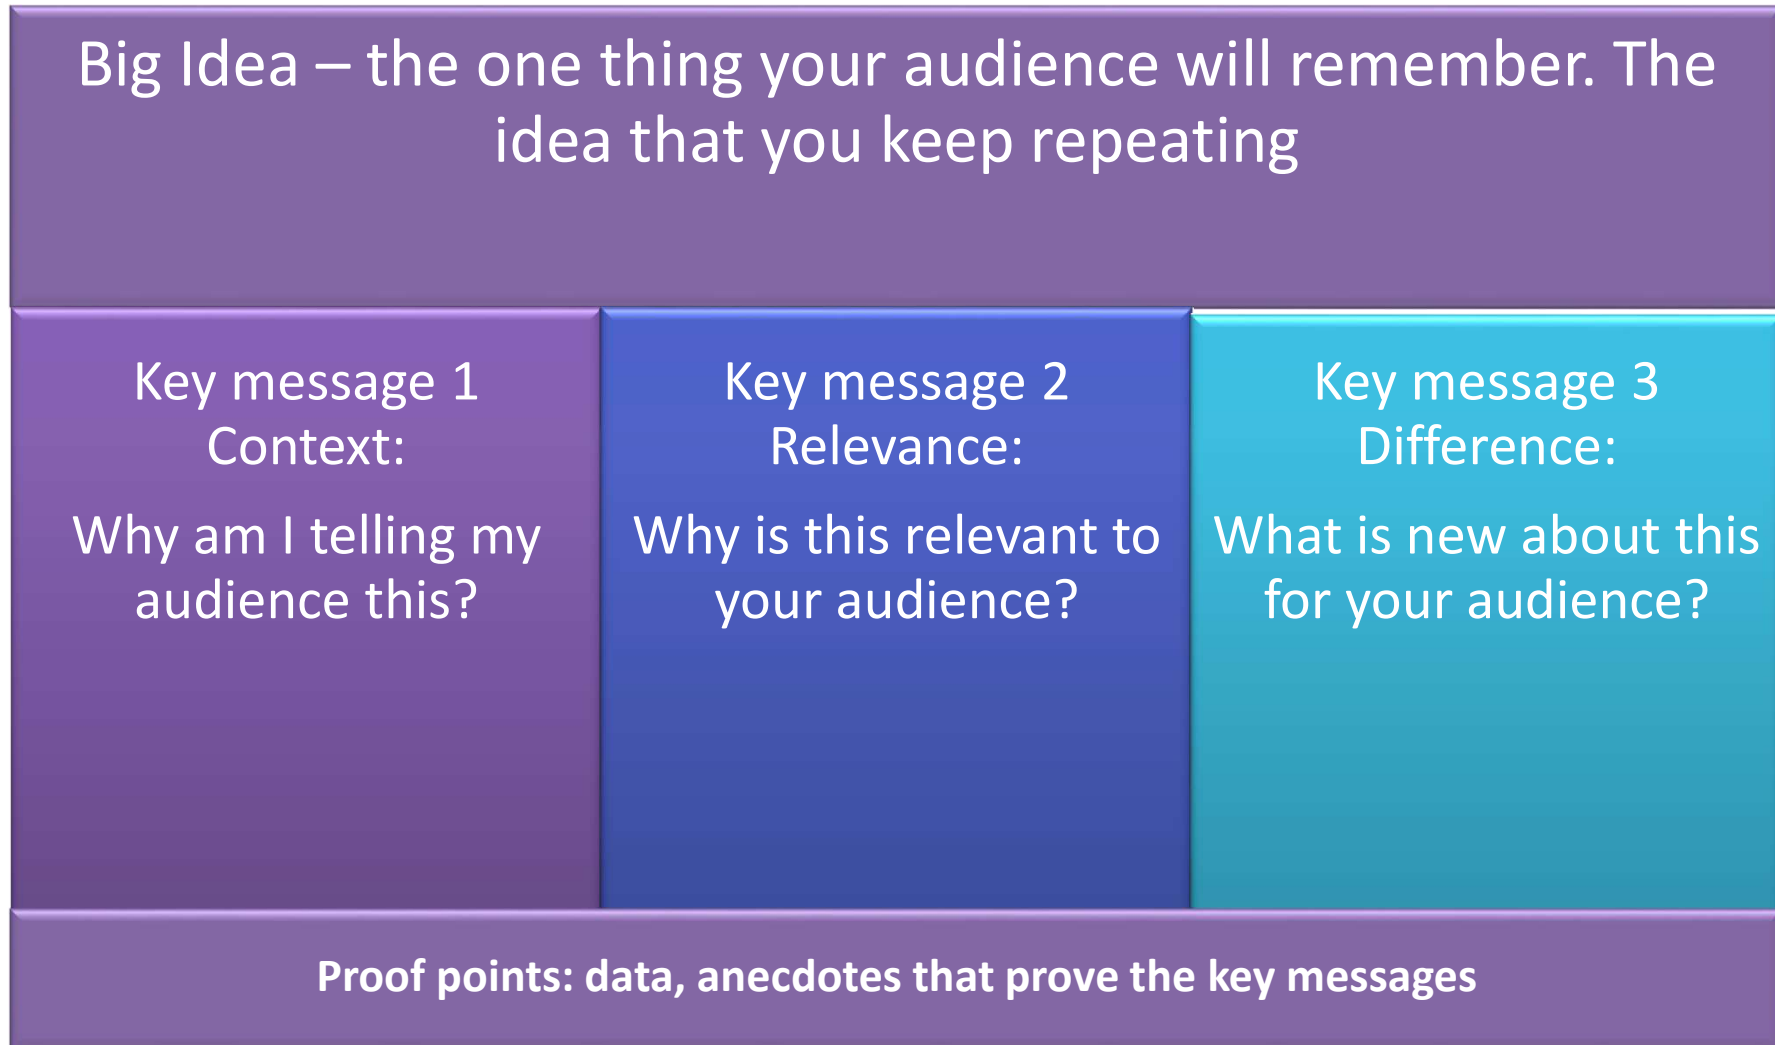 Big Idea – the one thing your audience will remember. The
idea that you keep repeating
Key message 1
Context:
Why am I telling my
audience this?
Key message 2
Relevance:
Why is this relevant to
your audience?
Key message 3
Difference:
What is new about this
for your audience?
Proof points: data, anecdotes that prove the key messages